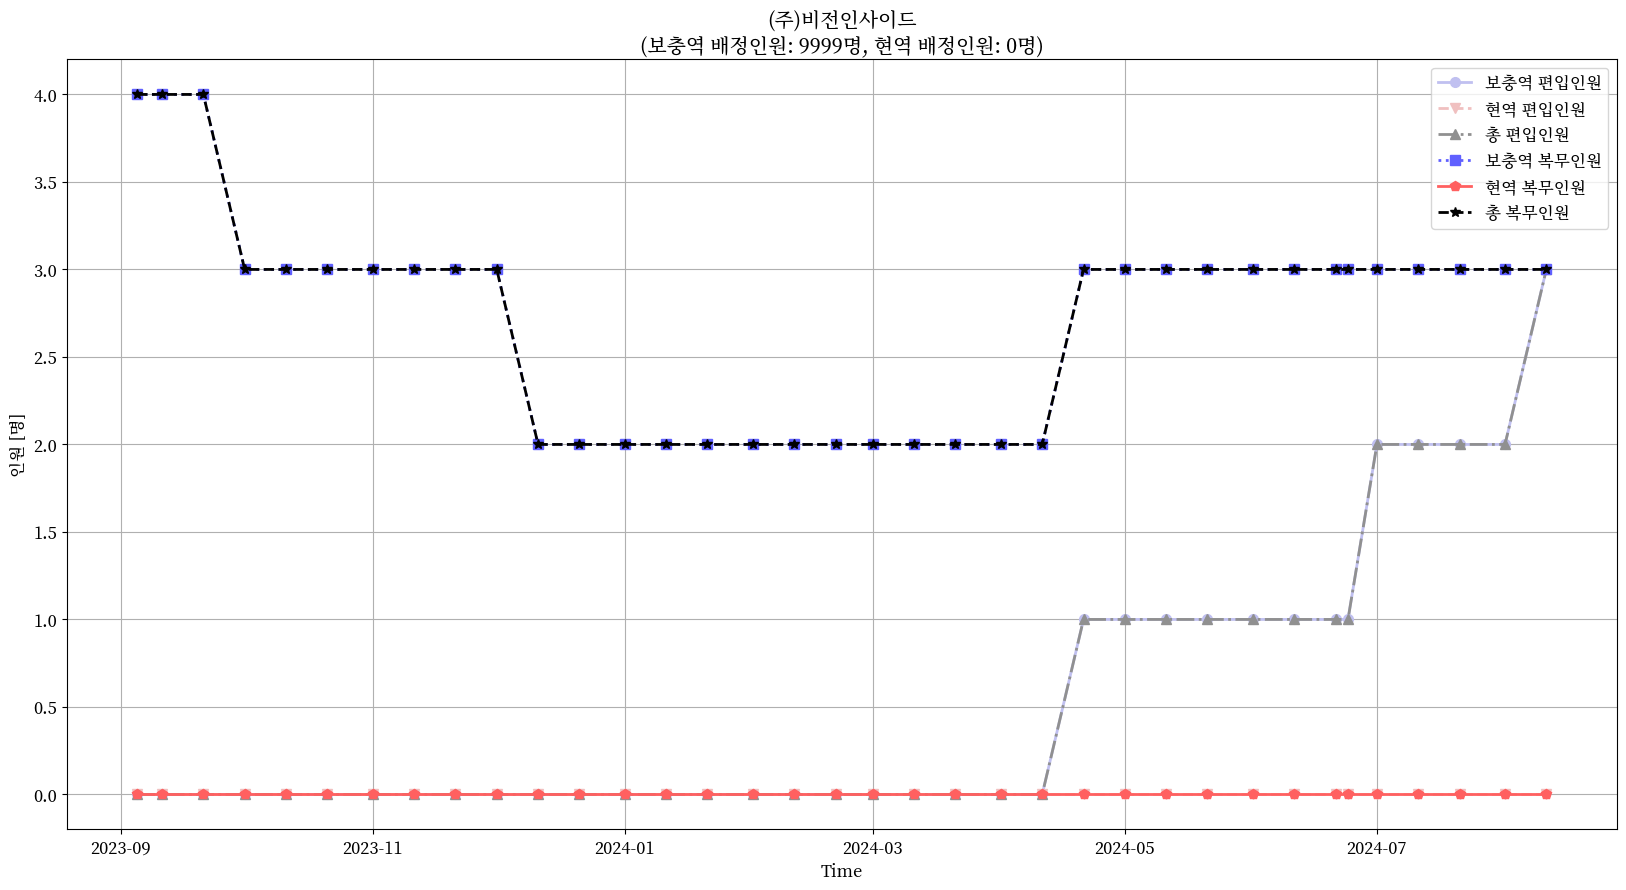 (주)비전인사이드
(보충역 배정인원: 9999명, 현역 배정인원: 0명)
보충역 편입인원
현역 편입인원
총 편입인원
보충역 복무인원
현역 복무인원
총 복무인원
4.0
3.5
3.0
2.5
2.0
1.5
1.0
0.5
0.0
인원 [명]
2023-09
2023-11
2024-01
2024-03
2024-05
2024-07
Time